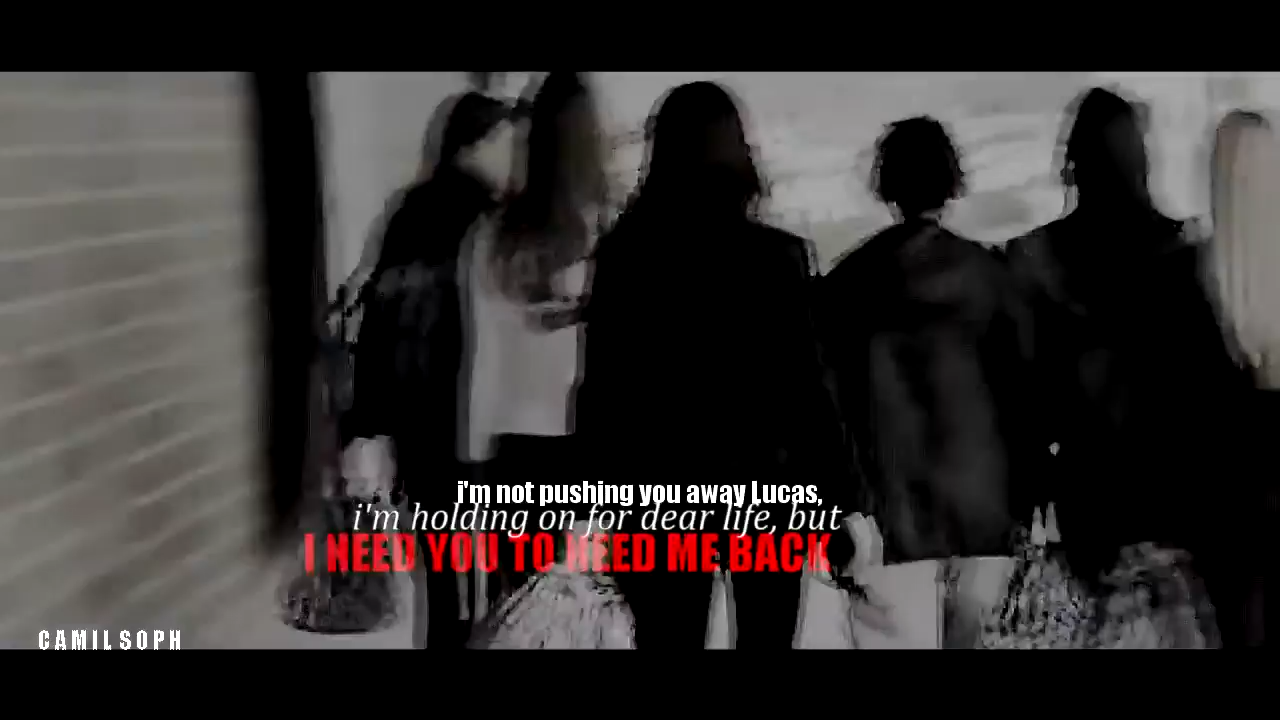 i'm not pushing you away Lucas,
i'm holding on for dear life, but
I NEED YOU TO NEED ME BACK
CAMILSOPH